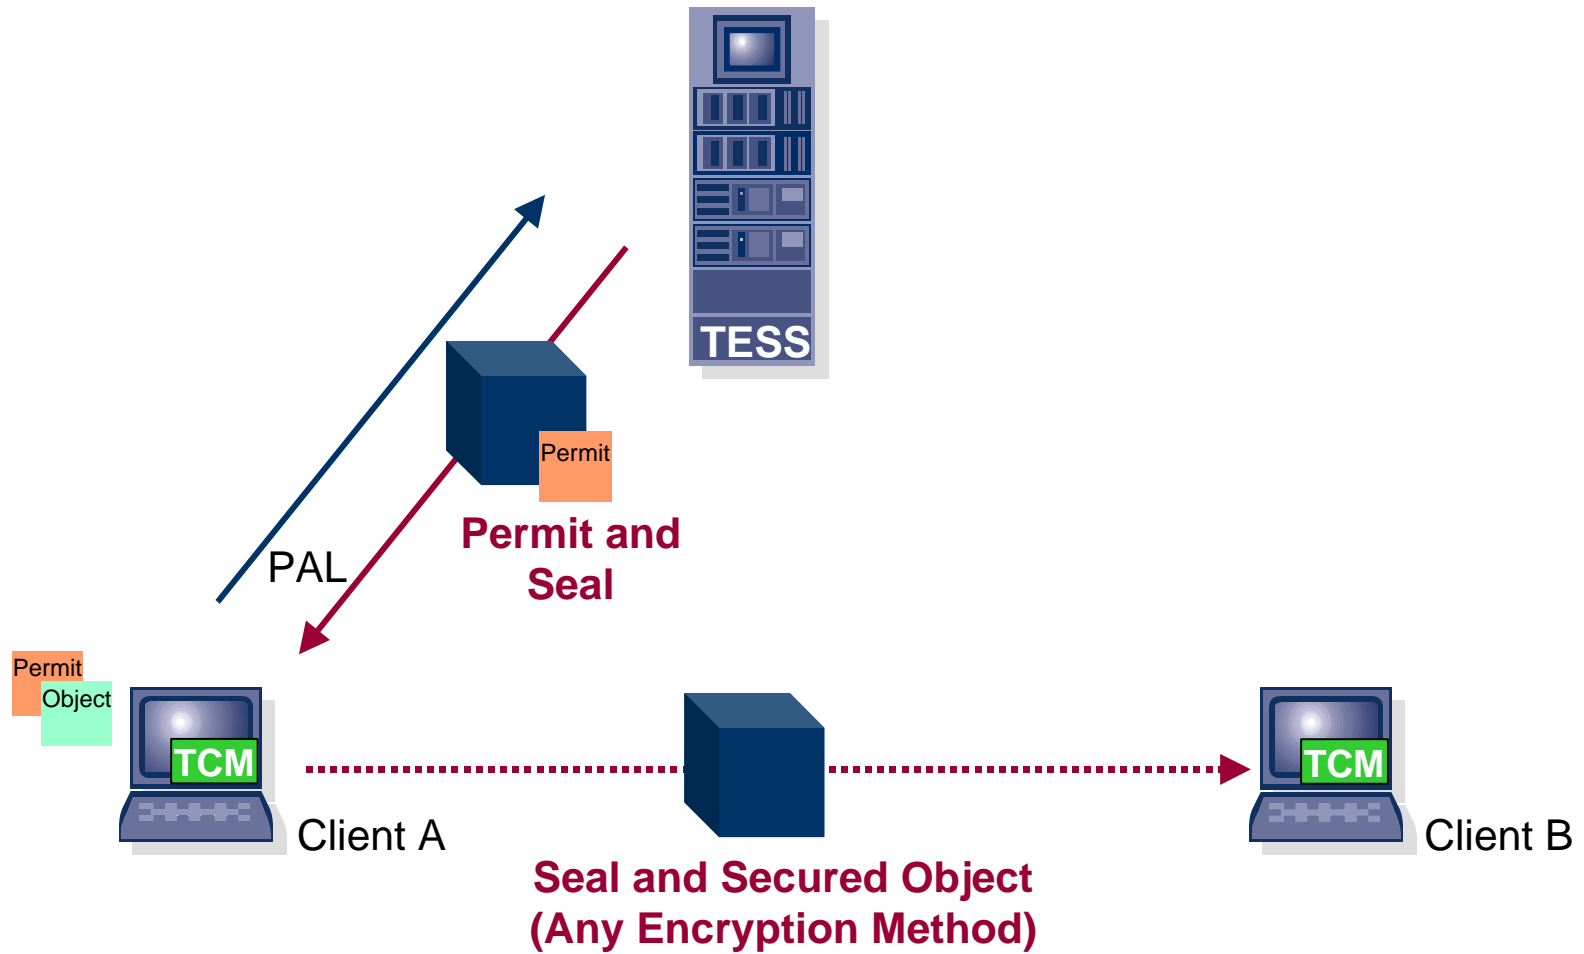 TESS
Permit
Permit and
Seal
PAL
Permit
Object
TCM
TCM
Client A
Client B
Seal and Secured Object
(Any Encryption Method)